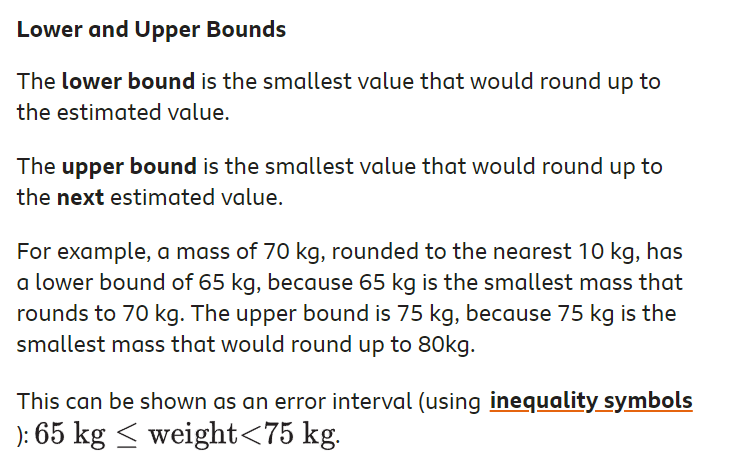 Lower and Upper Bounds
The lower bound is the smallest value that would round up to
the estimated value.
The upper bound is the smallest value that would round up to
the next estimated value.
For example, a mass of 70 kg, rounded to the nearest 10 kg, has
a lower bound of 65 kg, because 65 kg is the smallest mass that
rounds to 70 kg. The upper bound is 75 kg, because 75 kg is the
smallest mass that would round up to 80kg.
This can be shown as an error interval (using inequality symbols
): 65 kg ≤ weight<75 kg.